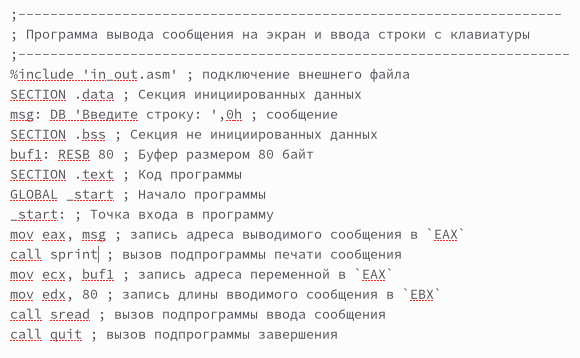 ;--------------------------------------------------------------------
; Программа вывода сообщения на экран и ввода строки с клавиатуры
;---------------------------------------------------------------------
%include 'in_out.asm' ; подключение внешнего файла
SECTION .data ; Секция инициированных данных
msg: DB 'Введите строку: ',0h ; сообщение
SECTION .bss ; Секция не инициированных данных
buf1: RESB 80 ; Буфер размером 80 байт
SECTION .text ; Код программы
GLOBAL _start ; Начало программы
_start: ; Точка входа в программу
mov eax, msg ; запись адреса выводимого сообщения в `EAX`
call sprint ; вызов подпрограммы печати сообщения
mov ecx, buf1 ; запись адреса переменной в `EAX`
mov edx, 80 ; запись длины вводимого сообщения в `EBX`
call sread ; вызов подпрограммы ввода сообщения
call quit ; вызов подпрограммы завершения